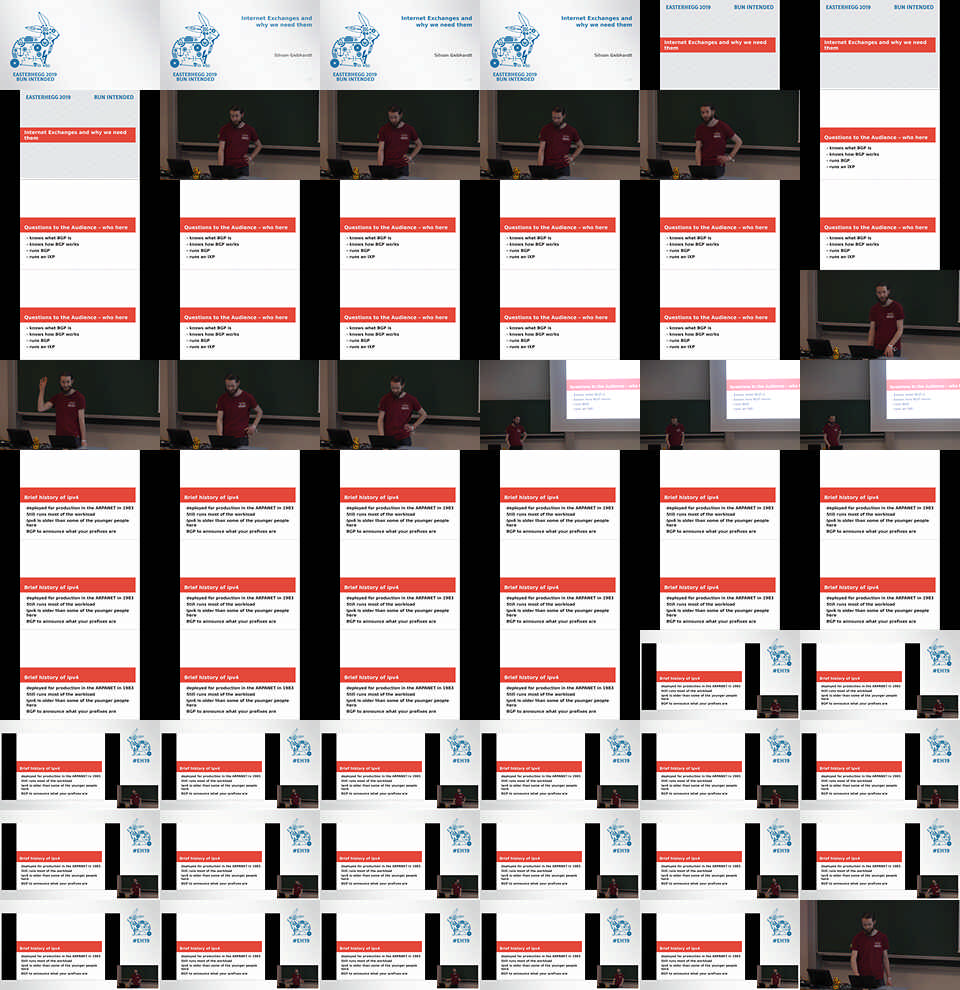 EASTERHEGG 2019
BUN INTENDED
Internet Exchanges and
why we need them
Silvan Gebhardt
EASTERHEGG 2019 BUN INTENDED
Internet Exchanges and why we need
them
Questions to the Audience – who here
- knows what BGP is
- knows how BGP works
- runs BGP
- runs an IXP
Brief history of ipv4
deployed for production in the ARPANET in 1983
Still runs most of the workload
Ipv4 is older than some of the younger people
here
BGP to announce what your prefixes are
#EH19